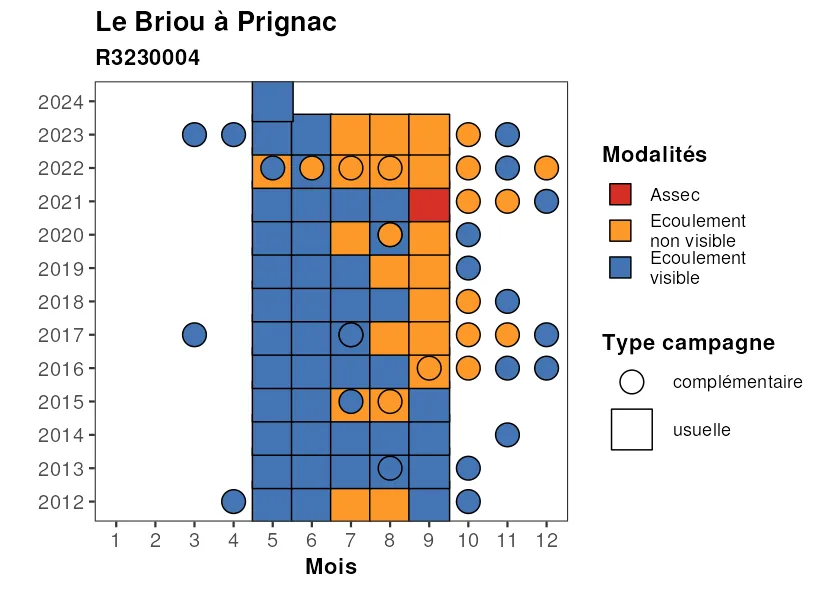 Le Briou à Prignac
R3230004
2024
2023
2022
2021
2020
2019
2018
2017
2016
2015
2014
2013
2012
1 2 3 4 5 6 7 8 9 10 11 12
Mois
Modalités
Assec
Ecoulement
non visible
Ecoulement
visible
Type campagne
complémentaire
usuelle